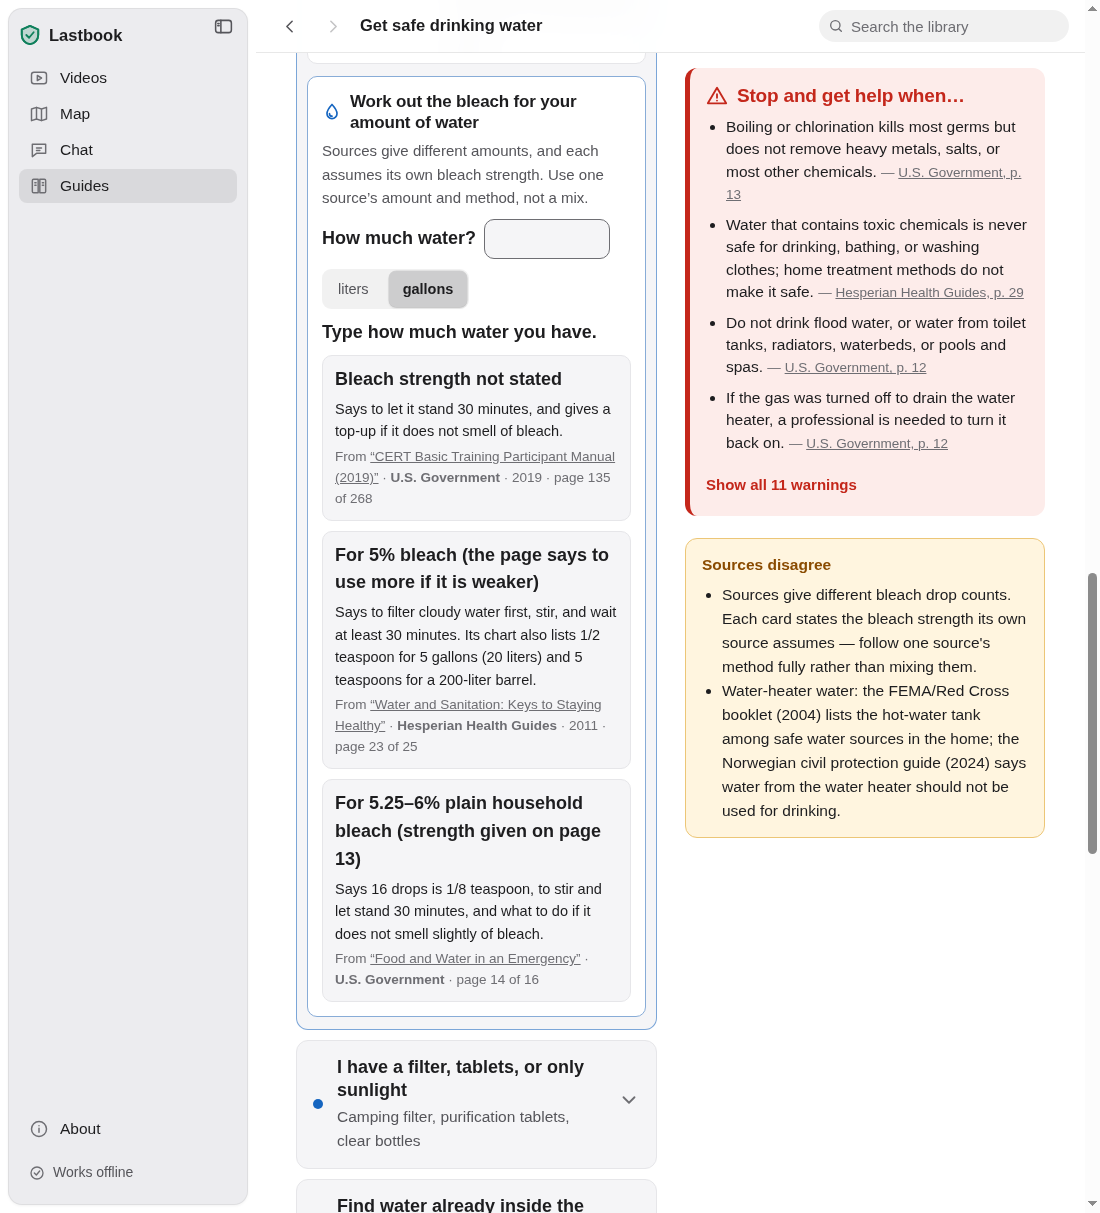 Lastbook
Videos
Map
Chat
Guides
About
Works offline
Get safe drinking water
Search the library
Work out the bleach for your
amount of water
Sources give different amounts, and each
assumes its own bleach strength. Use one
source's amount and method, not a mix.
How much water?
liters
gallons
Type how much water you have.
Bleach strength not stated
Says to let it stand 30 minutes, and gives a
top-up if it does not smell of bleach.
From “CERT Basic Training Participant Manual
(2019)” · U.S. Government · 2019 · page 135
of 268
For 5% bleach (the page says to
use more if it is weaker)
Says to filter cloudy water first, stir, and wait
at least 30 minutes. Its chart also lists 1/2
teaspoon for 5 gallons (20 liters) and 5
teaspoons for a 200-liter barrel.
From “Water and Sanitation: Keys to Staying
Healthy” · Hesperian Health Guides · 2011 ·
page 23 of 25
For 5.25–6% plain household
bleach (strength given on page
13)
Says 16 drops is 1/8 teaspoon, to stir and
let stand 30 minutes, and what to do if it
does not smell slightly of bleach.
From “Food and Water in an Emergency” ·
U.S. Government · page 14 of 16
I have a filter, tablets, or only
sunlight
Camping filter, purification tablets,
clear bottles
Find water already inside the
Stop and get help when…
• Boiling or chlorination kills most germs but
does not remove heavy metals, salts, or
most other chemicals. — U.S. Government, p.
13
• Water that contains toxic chemicals is never
safe for drinking, bathing, or washing
clothes; home treatment methods do not
make it safe. — Hesperian Health Guides, p. 29
• Do not drink flood water, or water from toilet
tanks, radiators, waterbeds, or pools and
spas. — U.S. Government, p. 12
• If the gas was turned off to drain the water
heater, a professional is needed to turn it
back on. — U.S. Government, p. 12
Show all 11 warnings
Sources disagree
• Sources give different bleach drop counts.
Each card states the bleach strength its own
source assumes — follow one source's
method fully rather than mixing them.
• Water-heater water: the FEMA/Red Cross
booklet (2004) lists the hot-water tank
among safe water sources in the home; the
Norwegian civil protection guide (2024) says
water from the water heater should not be
used for drinking.